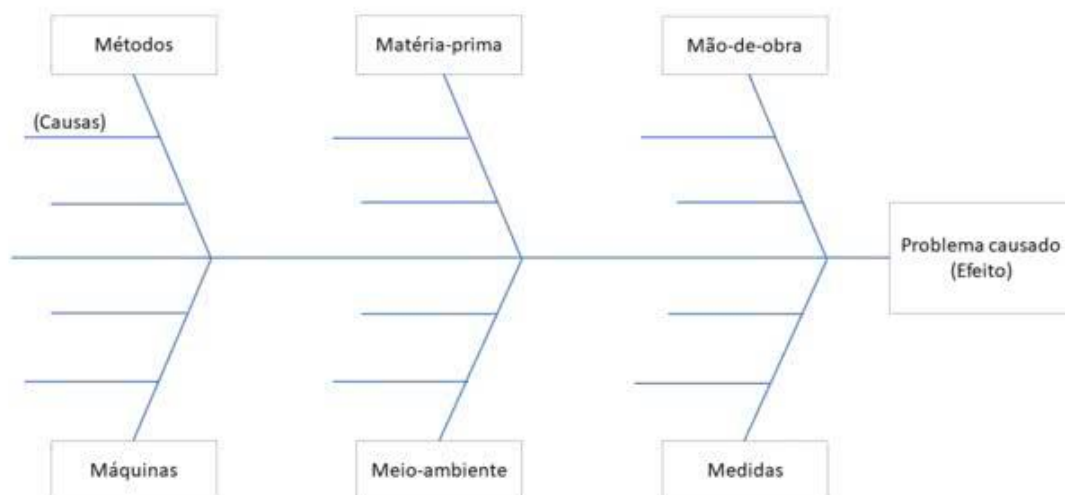 Métodos
Matéria-prima
Mão-de-obra
(Causas)
Problema causado
(Efeito)
Máquinas
Meio-ambiente
Medidas